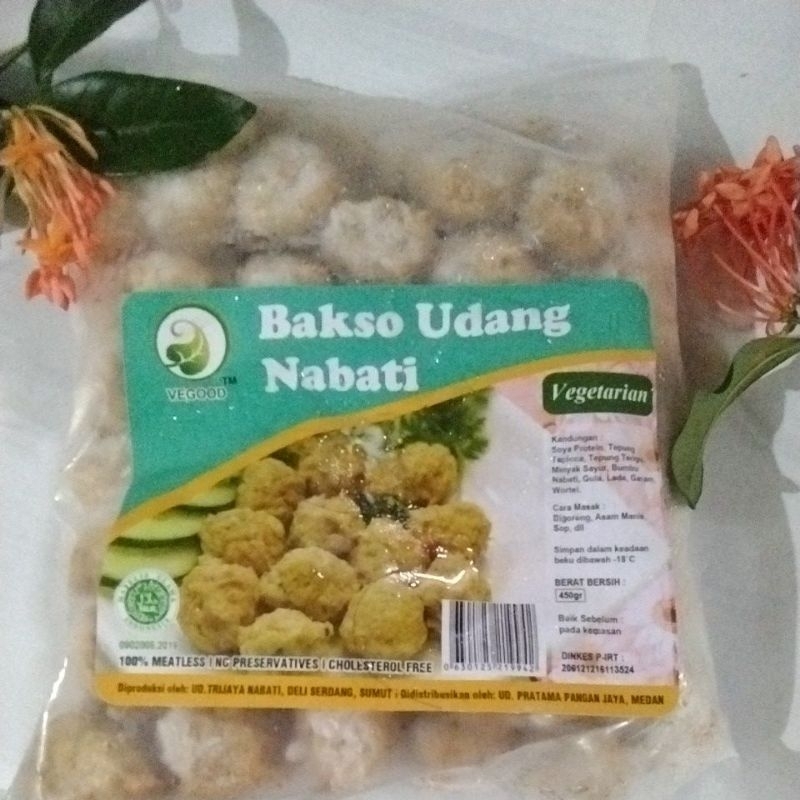 Bakso Udang
Nabati
VEGOOD TM
Vegetarian
Kandungan :
Soya Protein, Tepung
Tapioca, Tepung Terigu,
Minyak Sayur, Bumbu
Nabati, Gula, Lada, Garam,
Wortel.
Cara Masak :
Digoreng, Asam Manis,
Sop, dll
Simpan dalam keadaan
beku dibawah -18°C
BERAT BERSIH :
450gr
Baik Sebelum :
pada kemasan
DINKES P-IRT :
206121216113524
100% MEATLESS | NO PRESERVATIVES | CHOLESTEROL FREE
Diproduksi oleh: UD. TRIJAYA NABATI, DELI SERDANG, SUMUT ; Didistribusikan oleh: UD. PRATAMA PANGAN JAYA, MEDAN